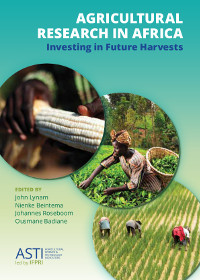 AGRICULTURAL
RESEARCH IN AFRICA
Investing in Future Harvests
EDITED BY
John Lynam
Nienke Beintema
Johannes Roseboom
Ousmane Badiane
ASTI
led by IFPRI